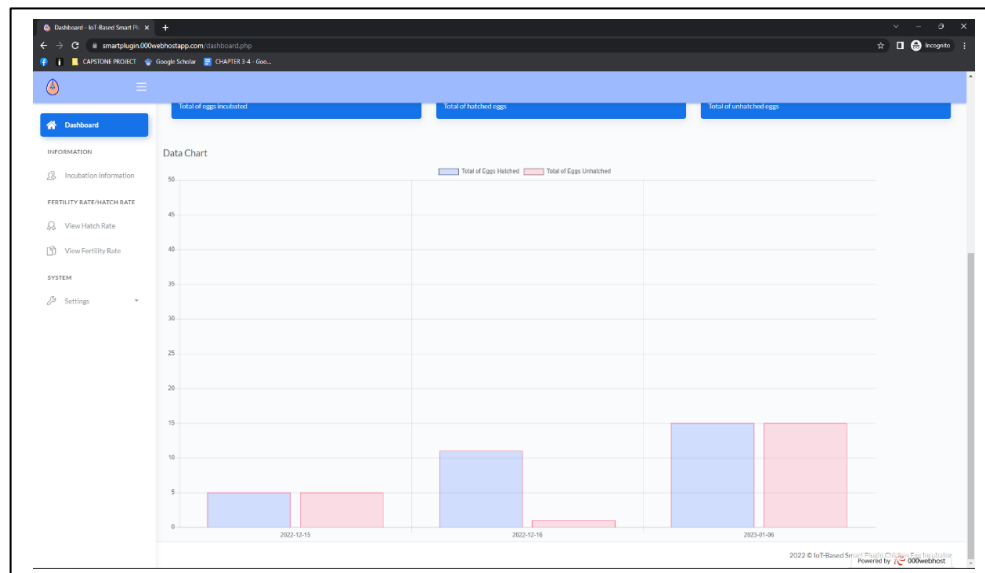 Dashboard - IoT-Based Smart Pl
smartplugin.000webhostapp.com/dashboard.php
Incognito
CAPSTONE PROJECT
Google Scholar
CHAPTER 3-4 - Goo...
Total of eggs incubated
Total of hatched eggs
Total of unhatched eggs
Dashboard
INFORMATION
Incubation Information
FERTILITY RATE/HATCH RATE
View Hatch Rate
View Fertility Rate
SYSTEM
Settings
Data Chart
Total of Eggs Hatched
Total of Eggs Unhatched
50
45
40
35
30
25
20
15
10
5
0
2022-12-15
2022-12-16
2023-01-06
2022 © IoT-Based Smart Plugin Chicken Egg Incubator
Powered by 000webhost